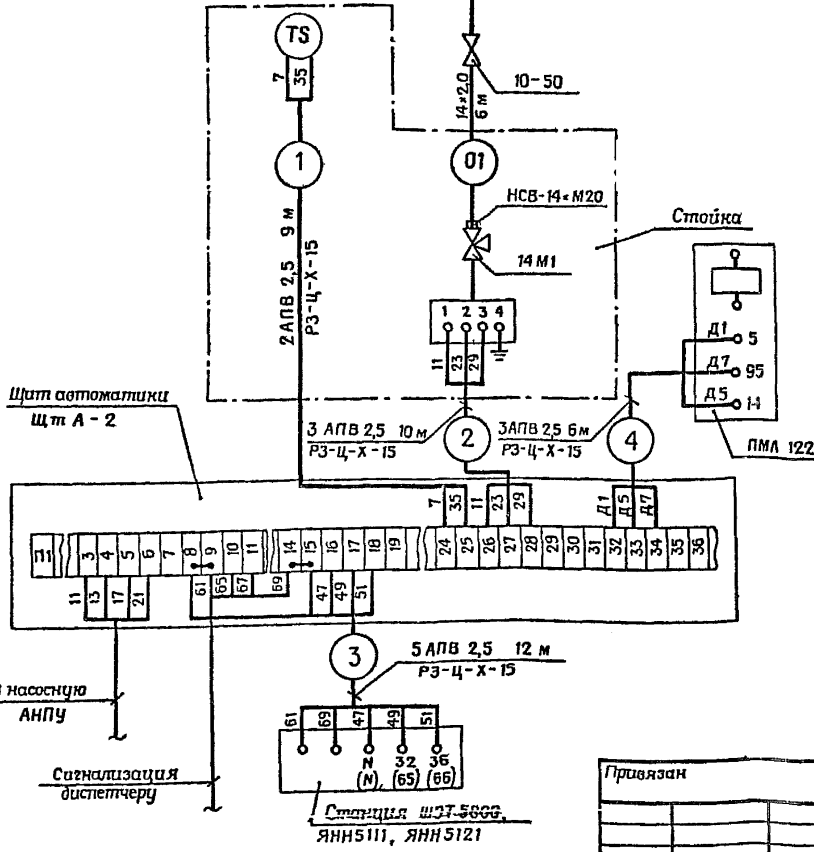 TS
7
35
10-50
14×2,0
6 м
1
01
НСВ-14×М20
Стойка
14 М1
2 АПВ 2,5 9 м
РЗ-Ц-Х-15
1 2 3 4
11
23
29
Д1 5
Д7 95
Д5 14
ПМЛ 122
Щит автоматики
Щт А-2
3 АПВ 2,5 10 м
РЗ-Ц-Х-15
2
3АПВ 2,5 6м
РЗ-Ц-Х-15
4
7
35
11
23
29
Д1
Д5
Д7
П1
3 4 5 6 7 8 9 10 11 14 15 16 17 18 19 24 25 26 27 28 29 30 31 32 33 34 35 36
11
13
17
21
61
65
67
69
47
49
51
3
5 АПВ 2,5 12 м
РЗ-Ц-Х-15
насосную
АНПУ
61
69
47
49
51
N 32 36
(N), (65) (66)
Сигнализация
диспетчеру
Станция ШЭТ-5800,
ЯНН5111, ЯНН5121
Привязан